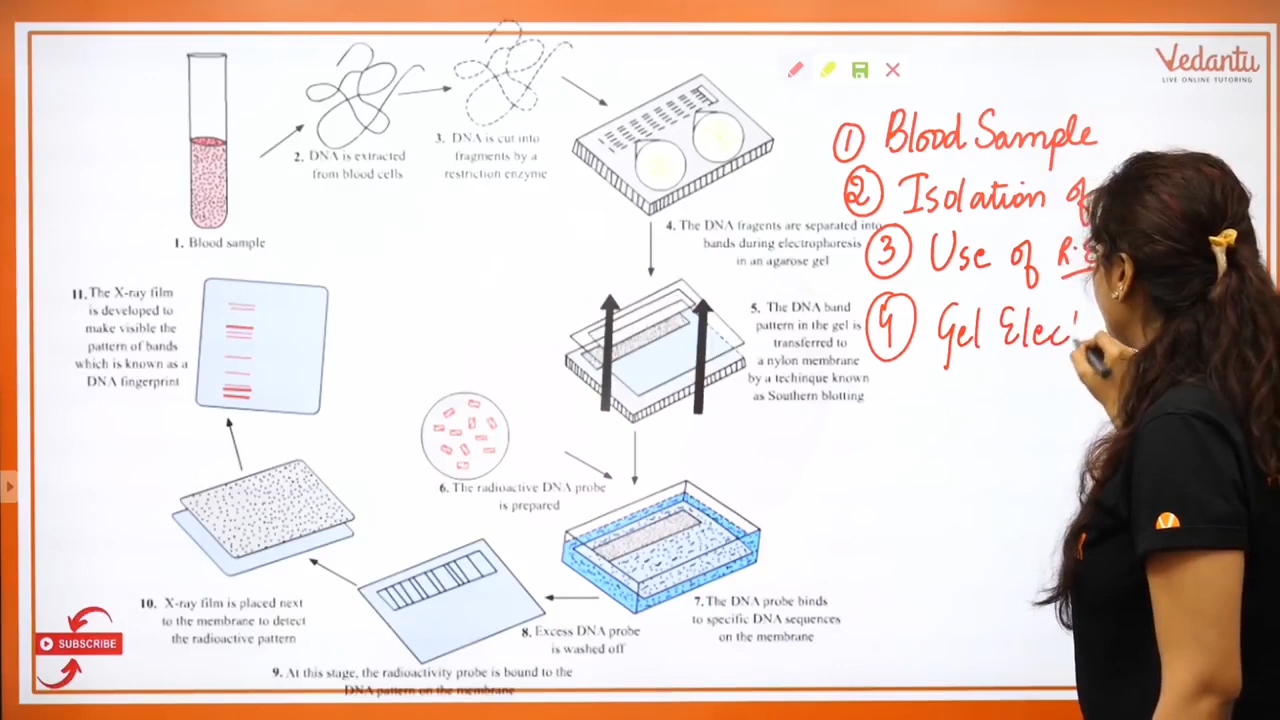 Vedantu
LIVE ONLINE TUTORING
1. Blood sample
2. DNA is extracted
from blood cells
3. DNA is cut into
fragments by a
restriction enzyme
4. The DNA fragents are separated into
bands during electrophoresis
in an agarose gel
5. The DNA band
pattern in the gel is
transferred to
a nylon membrane
by a techinque known
as Southern blotting
6. The radioactive DNA probe
is prepared
7. The DNA probe binds
to specific DNA sequences
on the membrane
8. Excess DNA probe
is washed off
9. At this stage, the radioactivity probe is bound to the
DNA pattern on the membrane
10. X-ray film is placed next
to the membrane to detect
the radioactive pattern
11. The X-ray film
is developed to
make visible the
pattern of bands
which is known as a
DNA fingerprint
SUBSCRIBE
1 Blood Sample
2 Isolation of
3 Use of R.E
4 Gel Elec